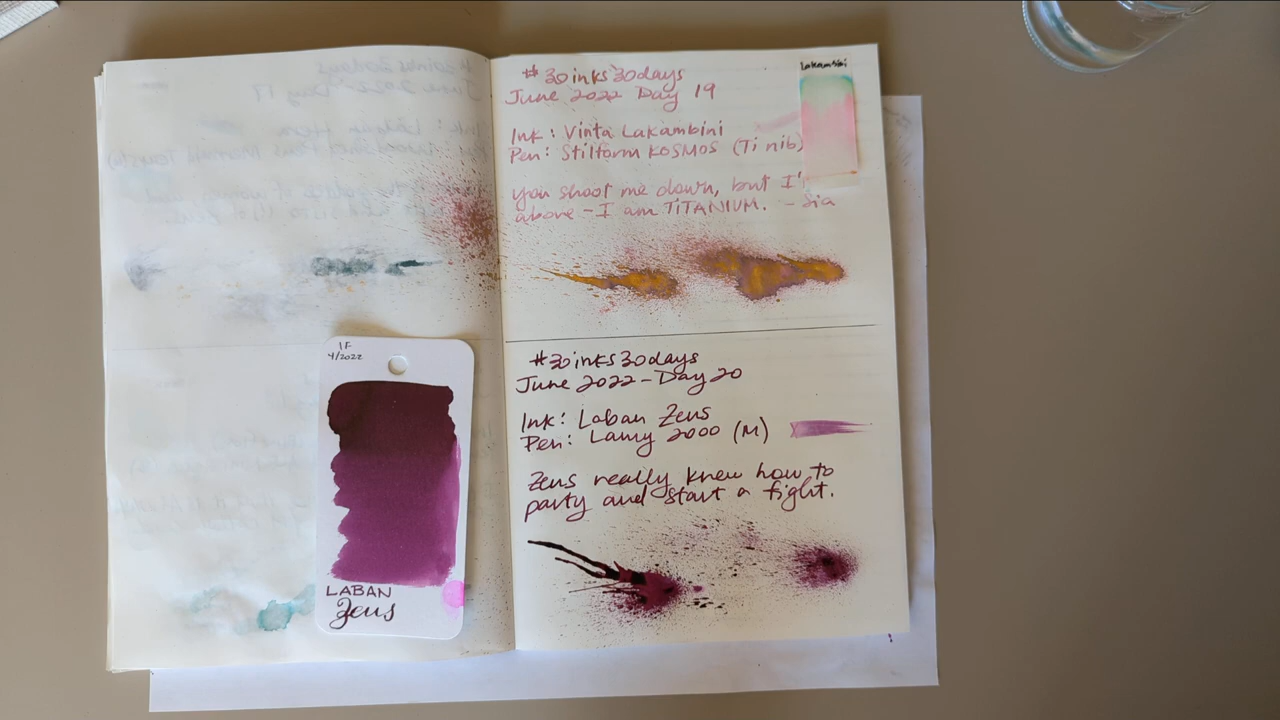 Lakambini
#30inks30days
June 2022 Day 19
Ink: Vinta Lakambini
Pen: Stilform KOSMOS (Ti nib)
you shoot me down, but I'
above - I am TITANIUM. - Sia
IF
4/2022
LABAN
Zeus
#30inks30days
June 2022 - Day 20
Ink: Laban Zeus
Pen: Lamy 2000 (M)
Zeus really knew how to
party and start a fight.